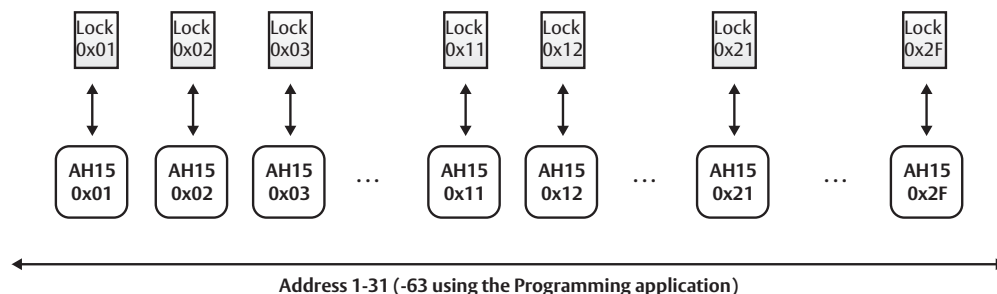 Lock 0x01
Lock 0x02
Lock 0x03
Lock 0x11
Lock 0x12
Lock 0x21
Lock 0x2F
AH15 0x01
AH15 0x02
AH15 0x03
...
AH15 0x11
AH15 0x12
...
AH15 0x21
...
AH15 0x2F
Address 1-31 (-63 using the Programming application)